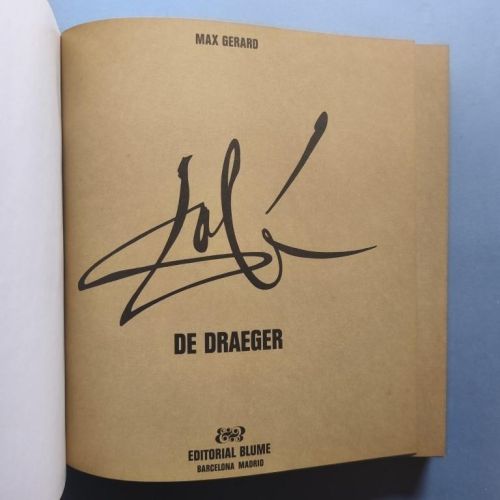 MAX GERARD
Dalí
DE DRAEGER
EDITORIAL BLUME
BARCELONA MADRID